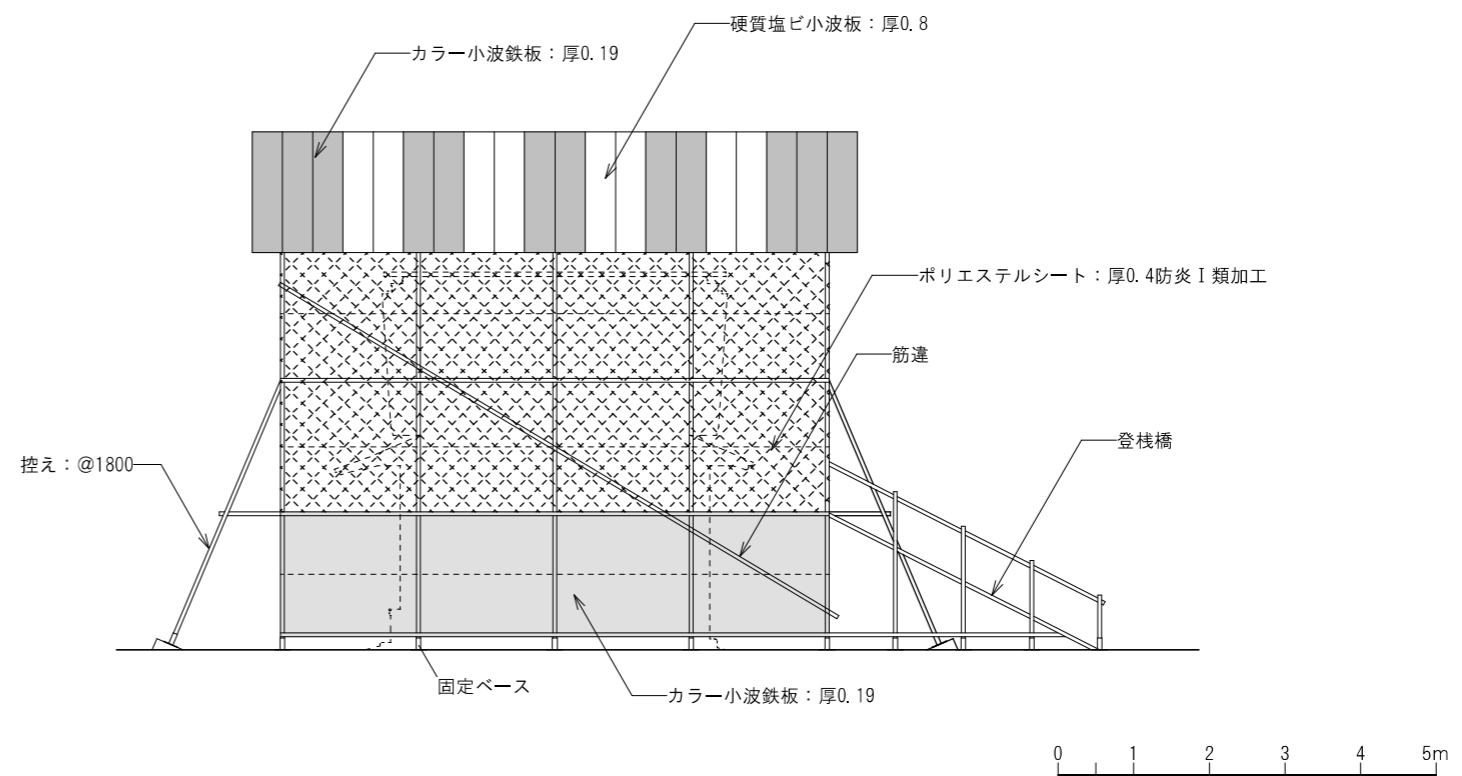 硬質塩ビ小波板：厚0.8
カラー小波鉄板：厚0.19
ポリエステルシート：厚0.4防炎Ⅰ類加工
筋違
登桟橋
控え：@1800
固定ベース
カラー小波鉄板：厚0.19
0 1 2 3 4 5m